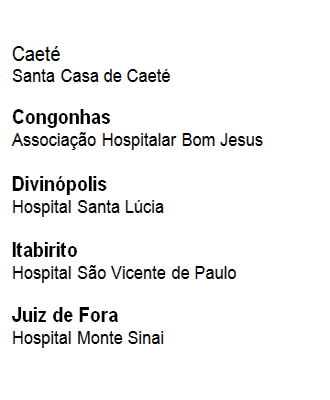 Caeté
Santa Casa de Caeté
Congonhas
Associação Hospitalar Bom Jesus
Divinópolis
Hospital Santa Lúcia
Itabirito
Hospital São Vicente de Paulo
Juiz de Fora
Hospital Monte Sinai